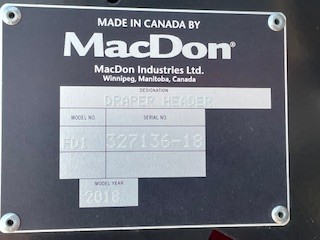 MADE IN CANADA BY
MacDon®
MacDon Industries Ltd.
Winnipeg, Manitoba, Canada
DESIGNATION
DRAPER HEADER
MODEL NO. SERIAL NO.
FD1 327136-18
MODEL YEAR
2018